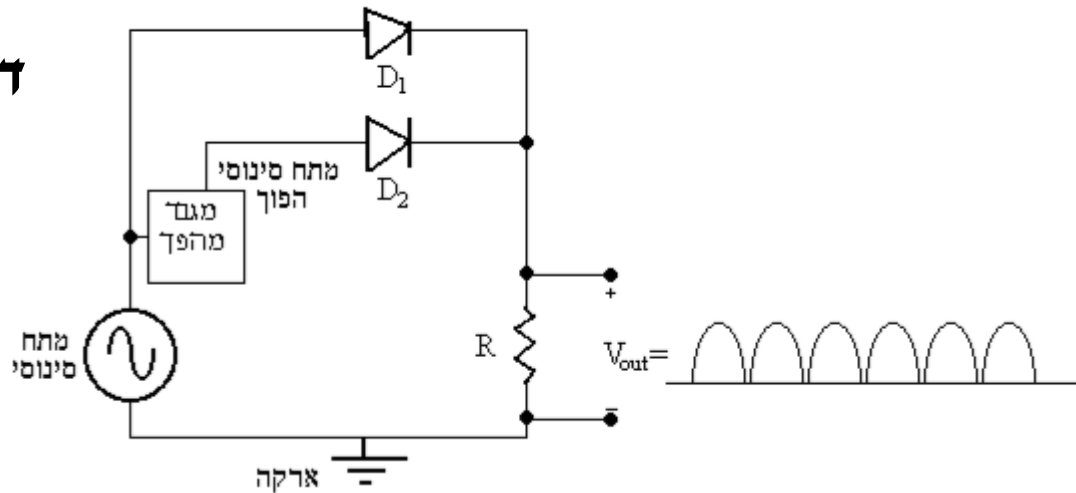 D₁
מתח סינוסי
הפוך
D₂
מגבר
מהפך
מתח
סינוסי
R
+
Vout=
−
ארקה